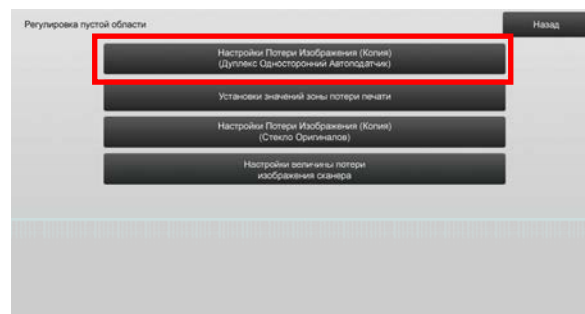 Регулировка пустой области
Назад
Настройки Потери Изображения (Копия)
(Дуплекс Односторонний Автоподатчик)
Установки значений зоны потери печати
Настройки Потери Изображения (Копия)
(Стекло Оригиналов)
Настройки величины потери
изображения сканера